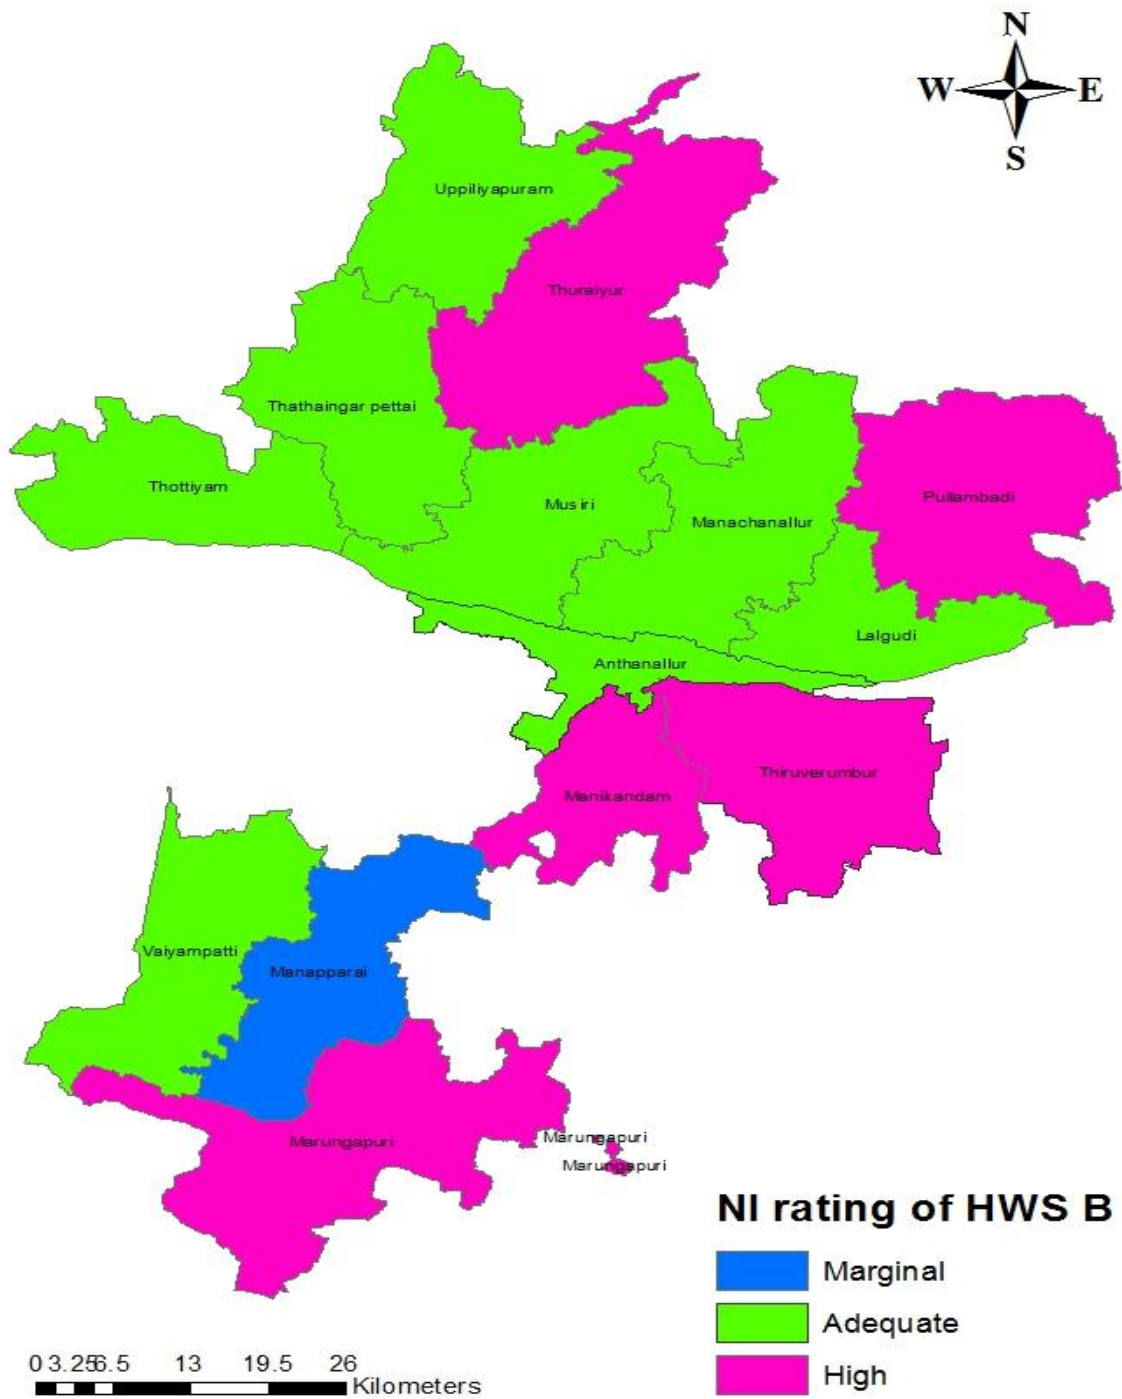 N
W E
S
Uppiliyapuram
Thuraiyur
Thathaingar pettai
Thottiyam
Musiri
Manachanallur
Pullambadi
Lalgudi
Anthanallur
Thiruverumbur
Manikandam
Vaiyampatti
Manapparai
Marungapuri
Marungapuri
Marungapuri
NI rating of HWS B
Marginal
Adequate
High
0 3.25 6.5 13 19.5 26
Kilometers